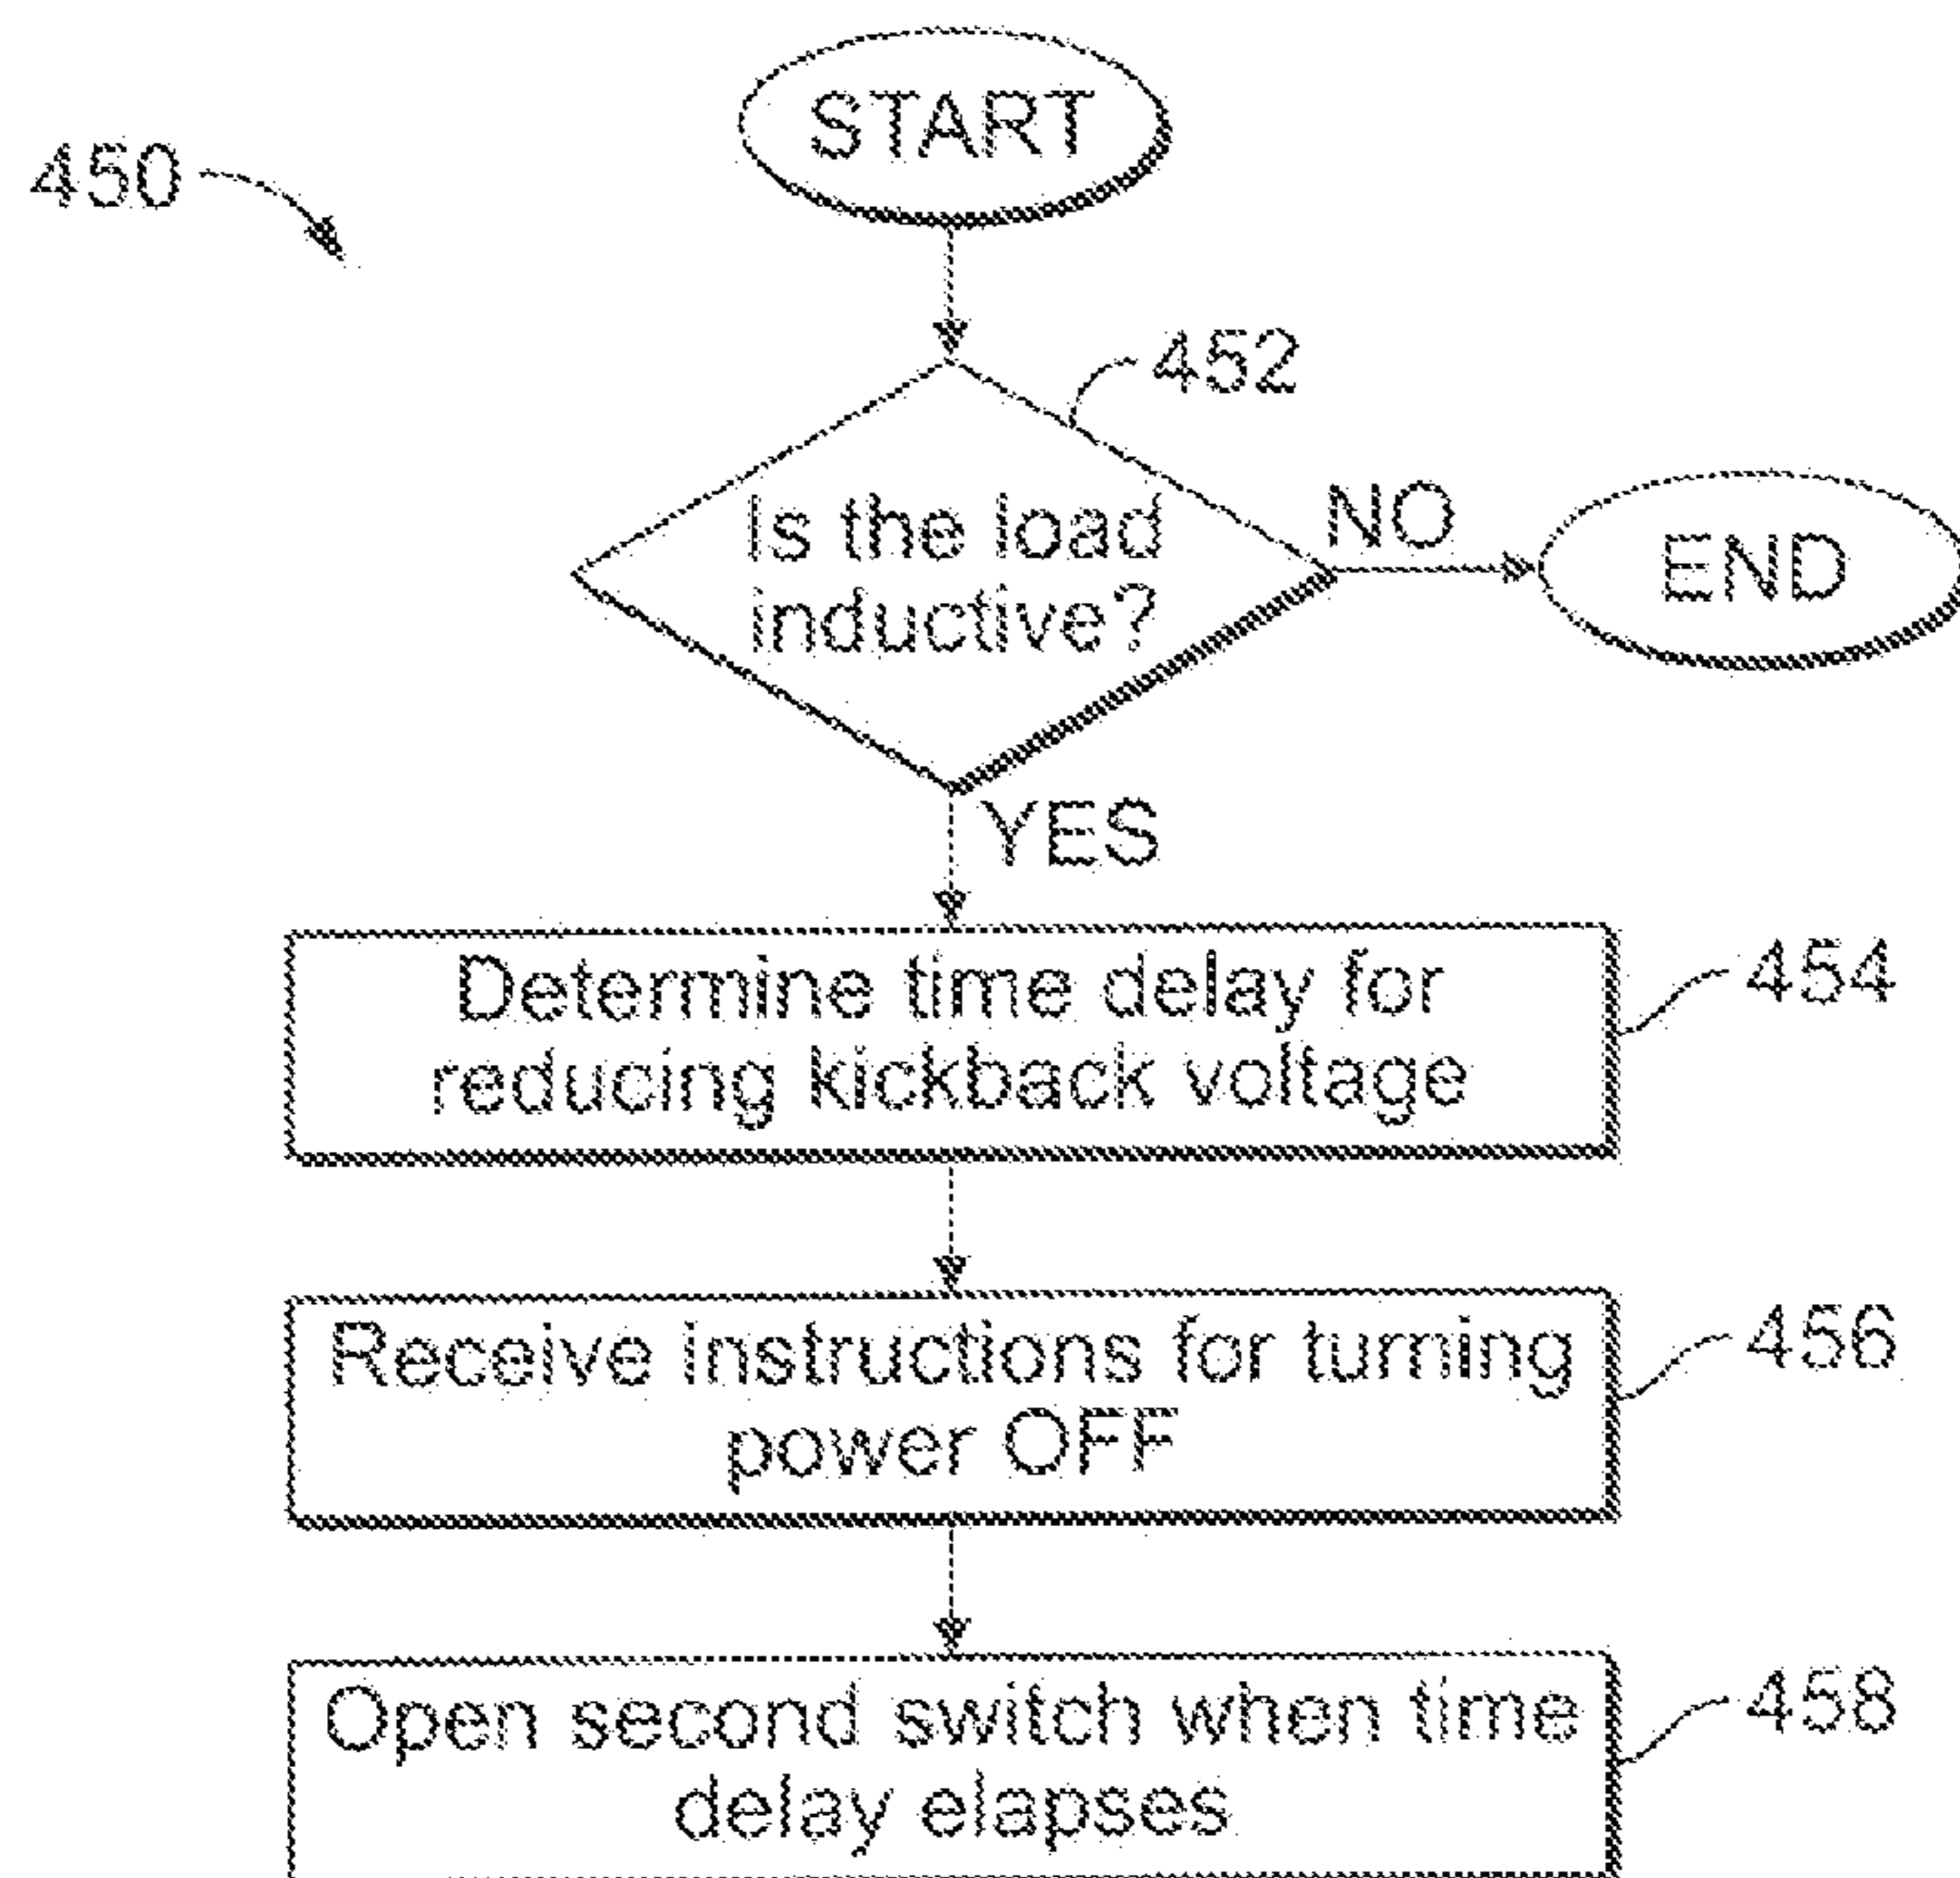 START
450
452
Is the load
inductive?
NO
END
YES
Determine time delay for
reducing kickback voltage
454
Receive instructions for turning
power OFF
456
Open second switch when time
delay elapses
458